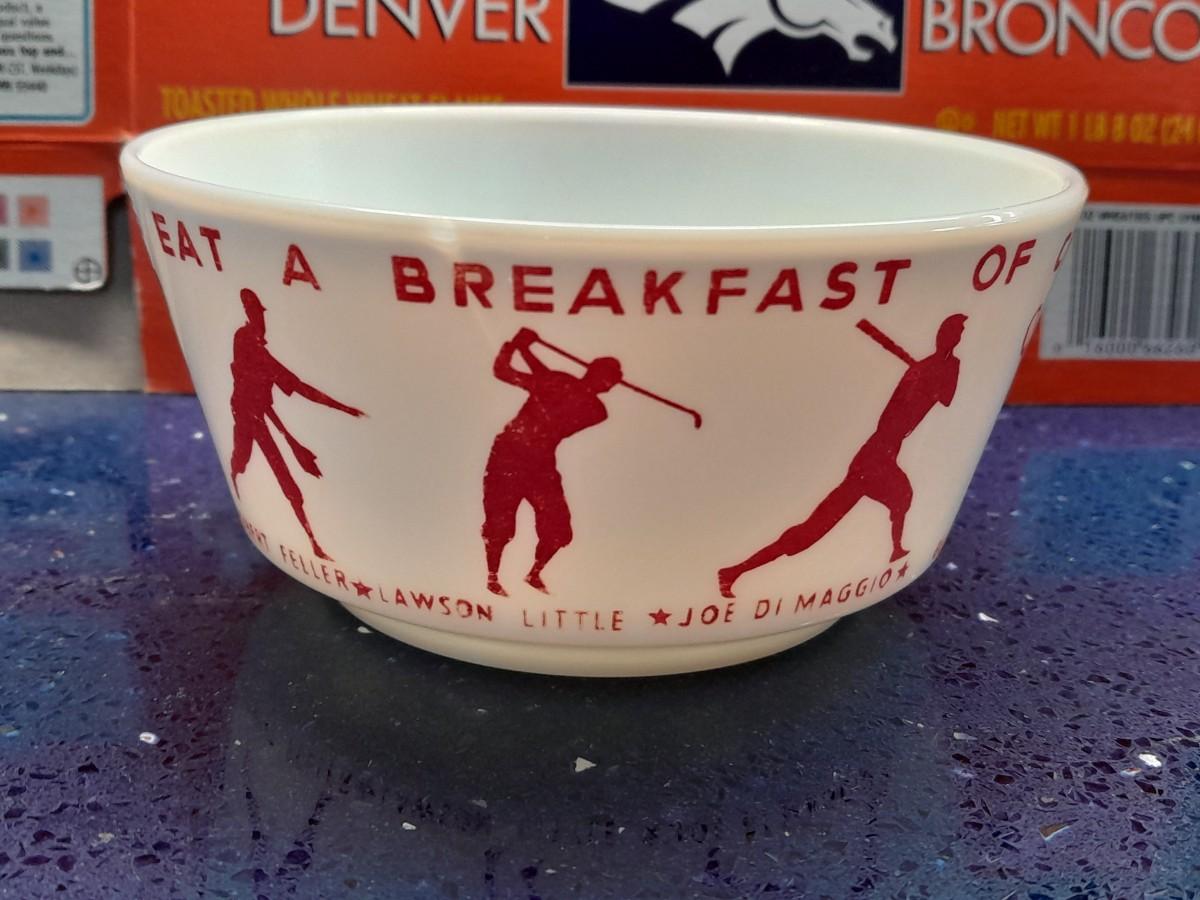 DENVER
BRONCO
TOASTED WHOLE WHEAT FLAKES
NET WT 1 LB 8 OZ (24
EAT A BREAKFAST OF C
FELLER★LAWSON LITTLE ★JOE DI MAGGIO★